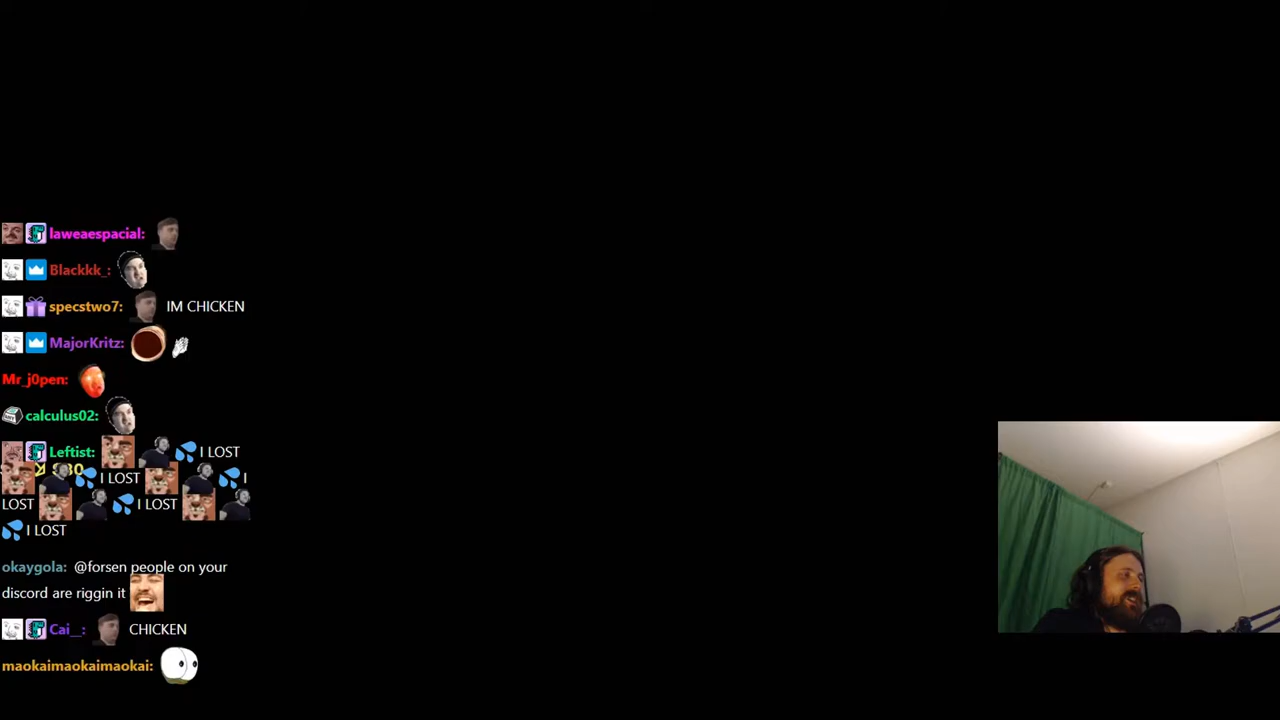 laweaespacial:
Blackkk_:
specstwo7: IM CHICKEN
MajorKritz:
Mr_j0pen:
calculus02:
Leftist: I LOST
I LOST I
LOST I LOST
I LOST
okaygola: @forsen people on your
discord are riggin it
Cai__: CHICKEN
maokaimaokaimaokai: